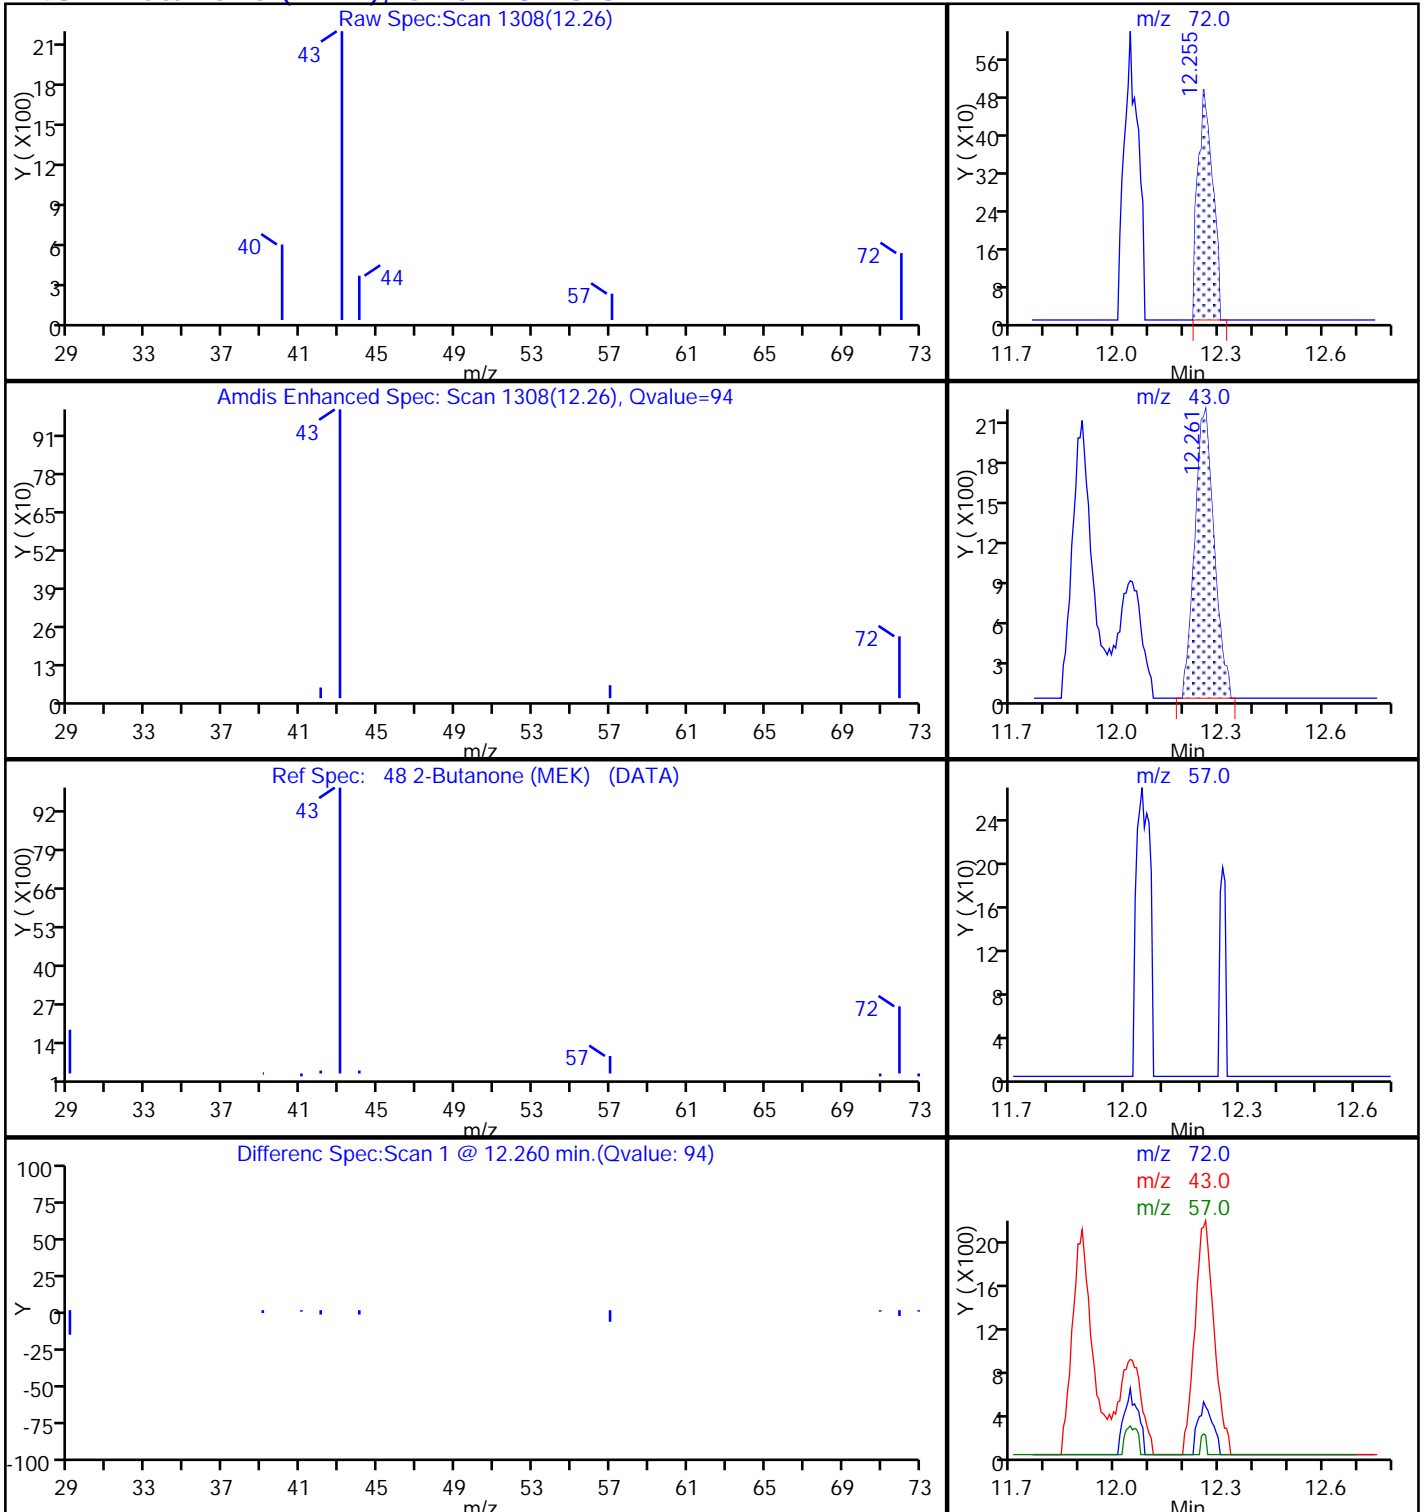 Raw Spec:Scan 1308(12.26)
Y ( X100)
21
18
15
12
9
6
3
0
43
40
44
57
72
29 33 37 41 45 49 53 57 61 65 69 73
m/z
m/z 72.0
Y ( X10)
56
48
40
32
24
16
8
0
12.255
11.7 12.0 12.3 12.6
Min
Amdis Enhanced Spec: Scan 1308(12.26), Qvalue=94
Y ( X10)
91
78
65
52
39
26
13
0
43
72
29 33 37 41 45 49 53 57 61 65 69 73
m/z
m/z 43.0
Y ( X100)
21
18
15
12
9
6
3
0
12.261
11.7 12.0 12.3 12.6
Min
Ref Spec: 48 2-Butanone (MEK) (DATA)
Y ( X100)
92
79
66
53
40
27
14
1
43
57
72
29 33 37 41 45 49 53 57 61 65 69 73
m/z
m/z 57.0
Y ( X10)
24
20
16
12
8
4
0
11.7 12.0 12.3 12.6
Min
Differenc Spec:Scan 1 @ 12.260 min.(Qvalue: 94)
Y
100
75
50
25
0
-25
-50
-75
-100
29 33 37 41 45 49 53 57 61 65 69 73
m/z
m/z 72.0
m/z 43.0
m/z 57.0
Y ( X100)
20
16
12
8
4
0
11.7 12.0 12.3 12.6
Min